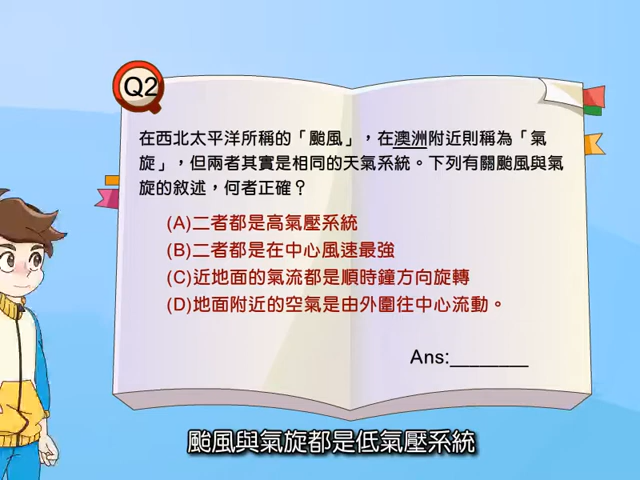 Q2
在西北太平洋所稱的「颱風」，在澳洲附近則稱為「氣
旋」，但兩者其實是相同的天氣系統。下列有關颱風與氣
旋的敘述，何者正確？
(A)二者都是高氣壓系統
(B)二者都是在中心風速最強
(C)近地面的氣流都是順時鐘方向旋轉
(D)地面附近的空氣是由外圍往中心流動。
Ans:________
颱風與氣旋都是低氣壓系統